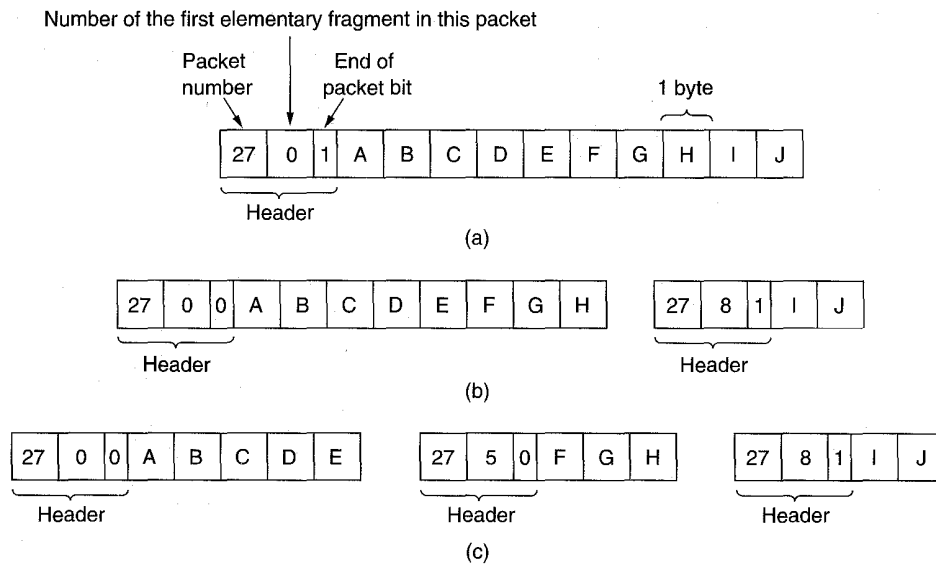 Number of the first elementary fragment in this packet
Packet number
End of packet bit
1 byte
27 0 1 A B C D E F G H I J
Header
(a)
27 0 0 A B C D E F G H
27 8 1 I J
Header
Header
(b)
27 0 0 A B C D E
27 5 0 F G H
27 8 1 I J
Header
Header
Header
(c)